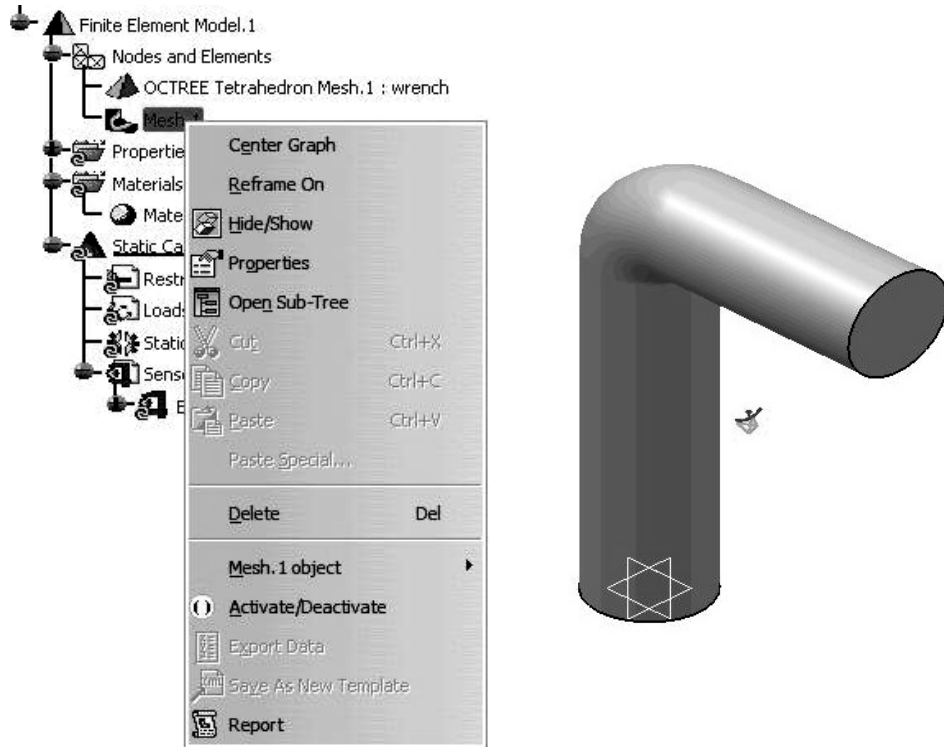 Finite Element Model.1
Nodes and Elements
OCTREE Tetrahedron Mesh.1 : wrench
Mesh.1
Propertie
Materials
Mate
Static Ca
Restr
Loads
Static
Senso
E
Center Graph
Reframe On
Hide/Show
Properties
Open Sub-Tree
Cut Ctrl+X
Copy Ctrl+C
Paste Ctrl+V
Paste Special...
Delete Del
Mesh.1 object
Activate/Deactivate
Export Data
Save As New Template
Report